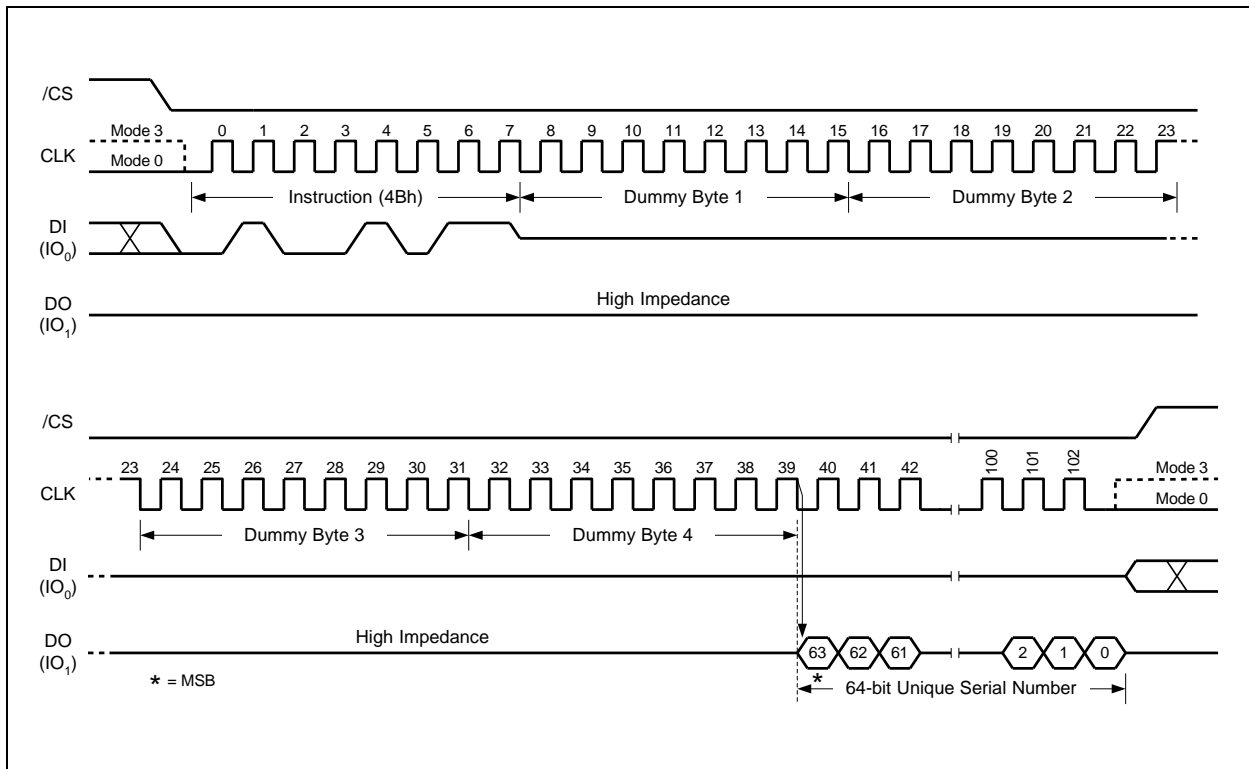 /CS
Mode 3
0 1 2 3 4 5 6 7 8 9 10 11 12 13 14 15 16 17 18 19 20 21 22 23
CLK
Mode 0
Instruction (4Bh)
Dummy Byte 1
Dummy Byte 2
DI
(IO0)
High Impedance
DO
(IO1)
/CS
23 24 25 26 27 28 29 30 31 32 33 34 35 36 37 38 39 40 41 42 100 101 102
Mode 3
CLK
Mode 0
Dummy Byte 3
Dummy Byte 4
DI
(IO0)
High Impedance
DO
(IO1)
63 62 61 2 1 0
* = MSB
*
64-bit Unique Serial Number